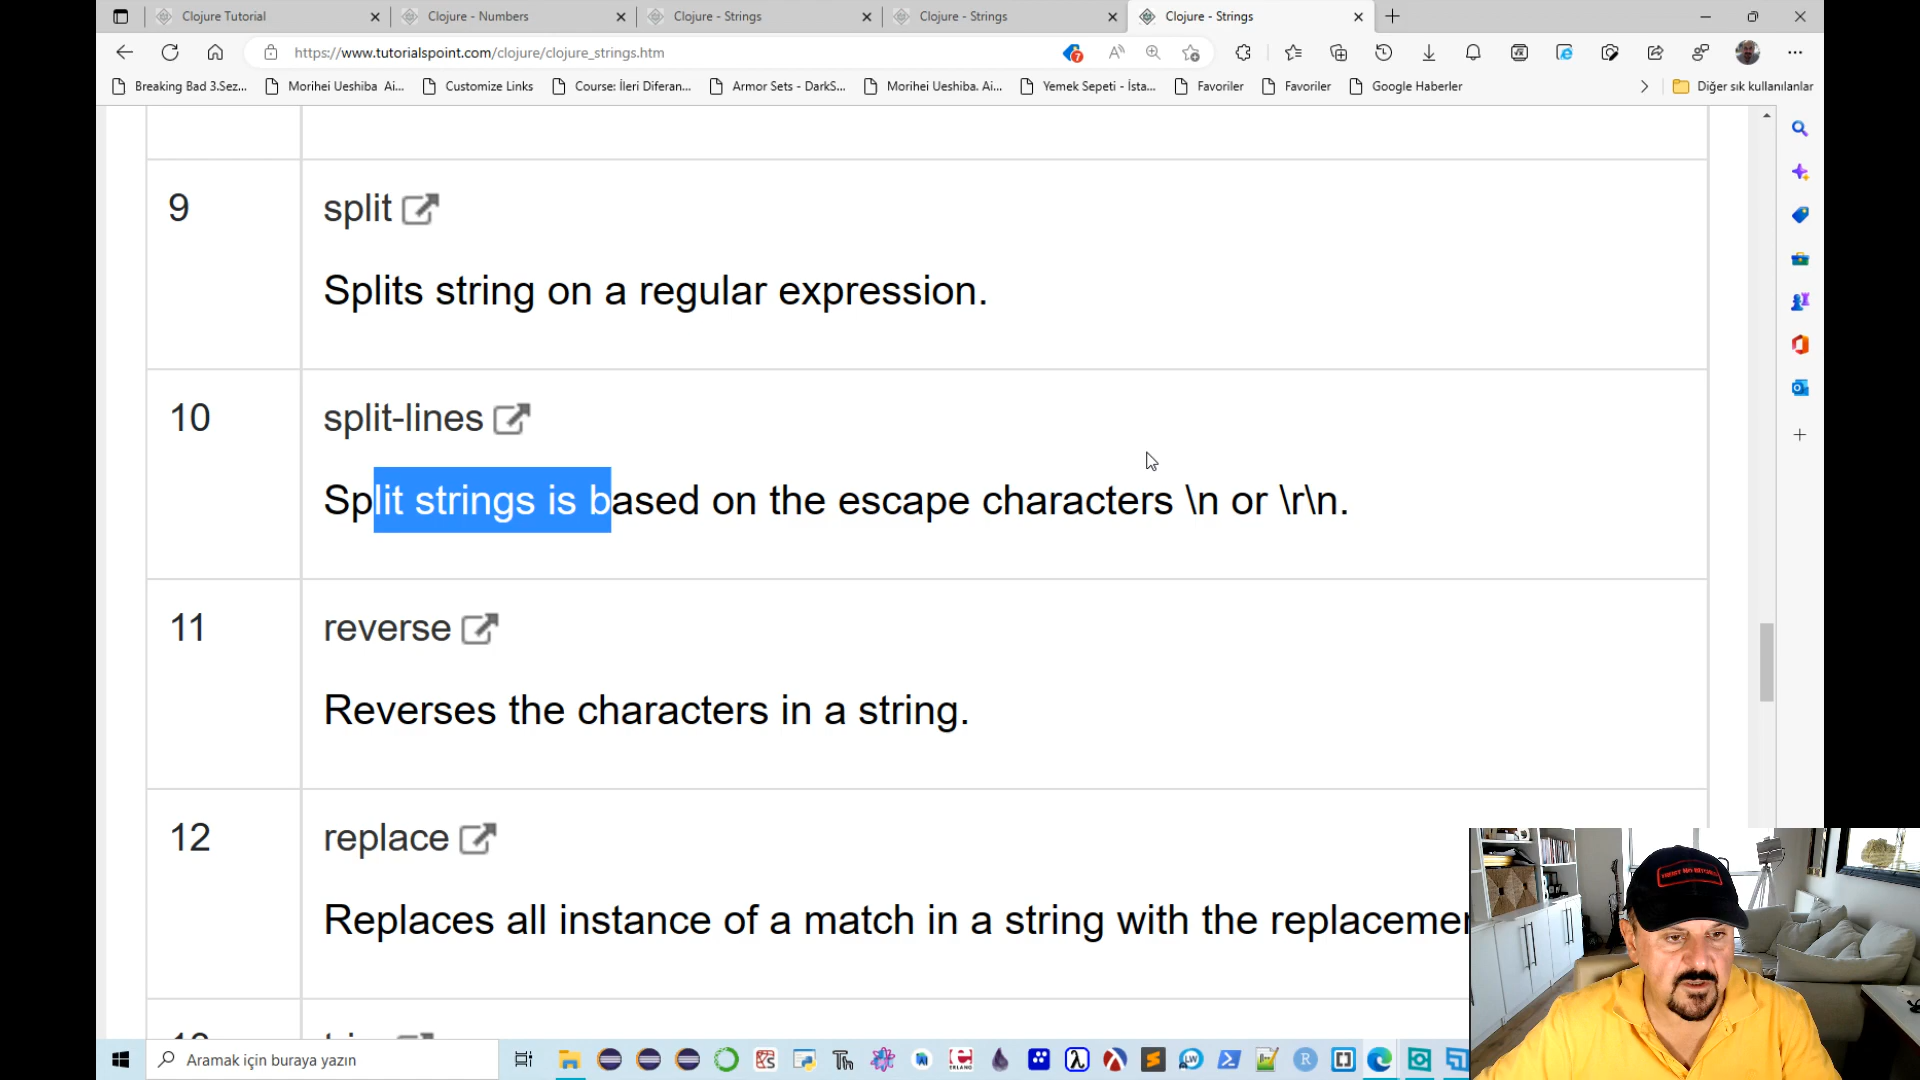 Clojure Tutorial
Clojure - Numbers
Clojure - Strings
Clojure - Strings
Clojure - Strings
https://www.tutorialspoint.com/clojure/clojure_strings.htm
Breaking Bad 3.Sez...
Morihei Ueshiba Ai...
Customize Links
Course: İleri Diferan...
Armor Sets - DarkS...
Morihei Ueshiba. Ai...
Yemek Sepeti - İsta...
Favoriler
Favoriler
Google Haberler
Diğer sık kullanılanlar
9
split
Splits string on a regular expression.
10
split-lines
Split strings is based on the escape characters \n or \r\n.
11
reverse
Reverses the characters in a string.
12
replace
Replaces all instance of a match in a string with the replacemen
Aramak için buraya yazın